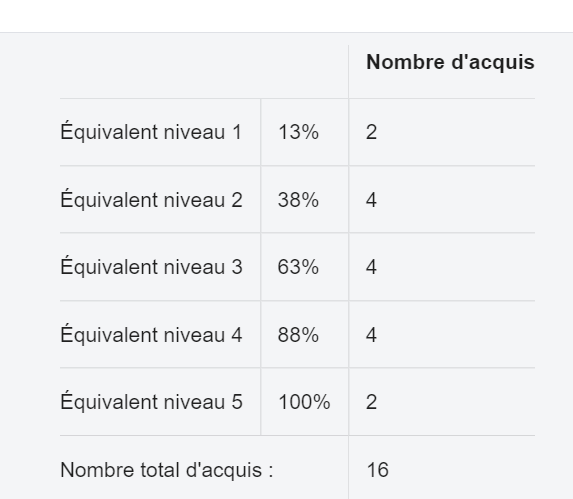 Nombre d'acquis
Équivalent niveau 1 13% 2
Équivalent niveau 2 38% 4
Équivalent niveau 3 63% 4
Équivalent niveau 4 88% 4
Équivalent niveau 5 100% 2
Nombre total d'acquis : 16